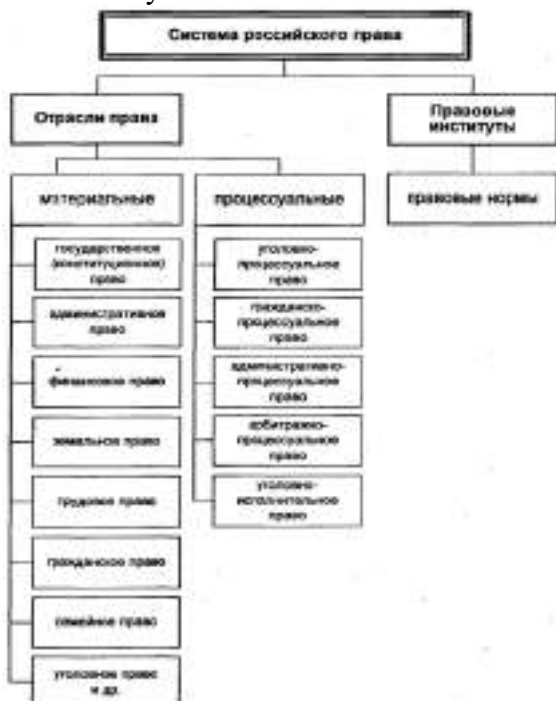 Система российского права
Отрасли права
Правовые
институты
материальные
процессуальные
правовые нормы
государственное
(конституционное)
право
административное
право
финансовое право
земельное право
трудовое право
гражданское право
семейное право
уголовное право
и др.
уголовно-
процессуальное
право
гражданско-
процессуальное
право
административно-
процессуальное
право
арбитражно-
процессуальное
право
уголовно-
исполнительное
право